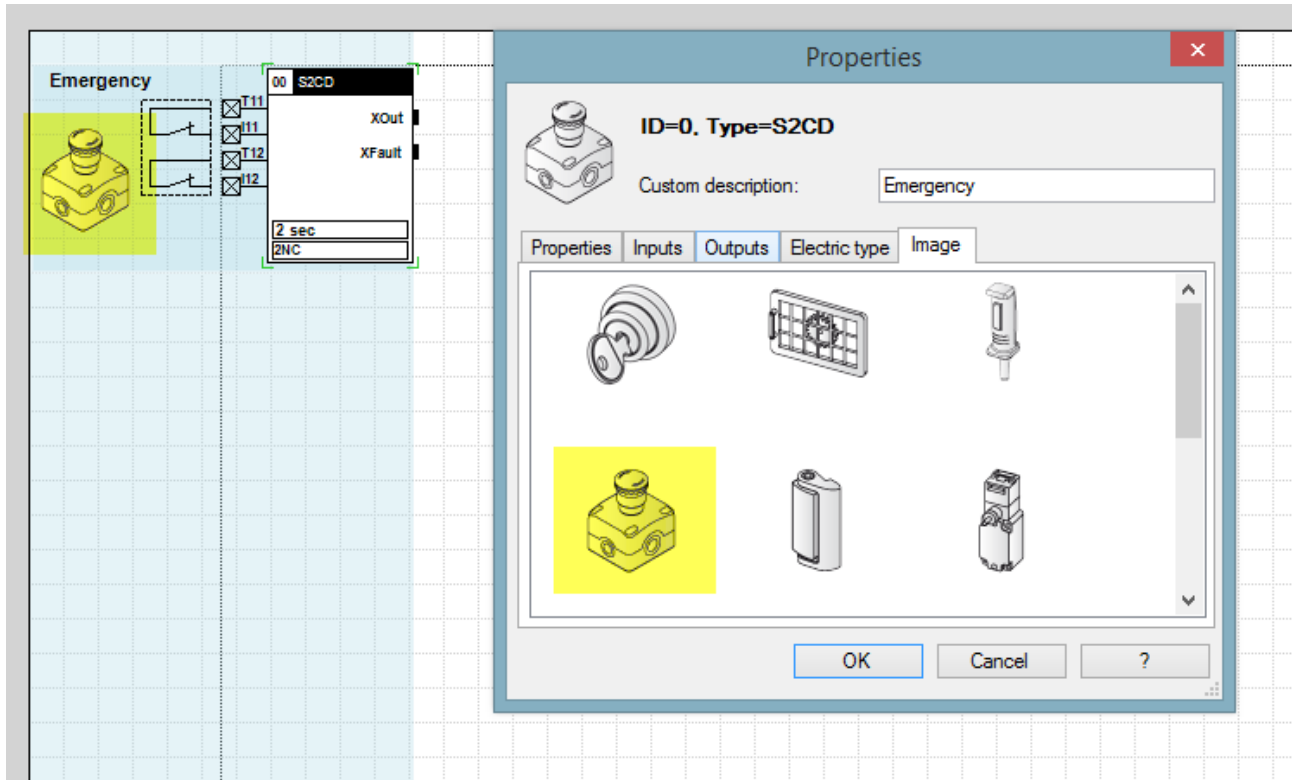 Emergency
00 S2CD
T11
I11
T12
I12
XOut
XFault
2 sec
2NC
Properties
ID=0, Type=S2CD
Custom description: Emergency
Properties Inputs Outputs Electric type Image
OK Cancel ?